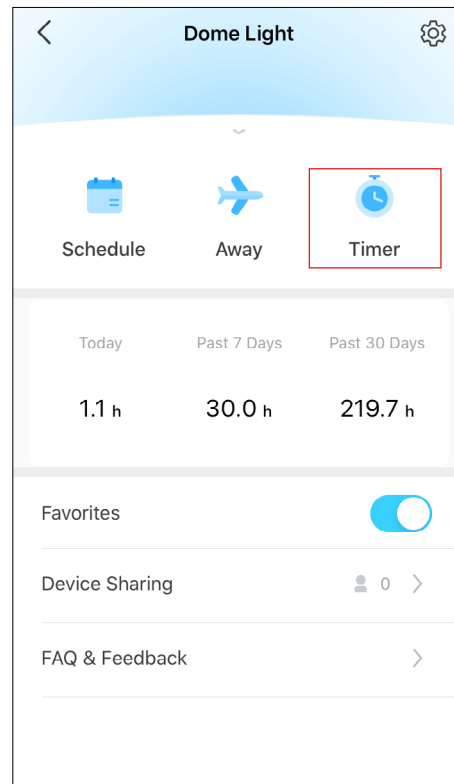 Dome Light
Schedule Away Timer
Today Past 7 Days Past 30 Days
1.1 h 30.0 h 219.7 h
Favorites
Device Sharing 0
FAQ & Feedback